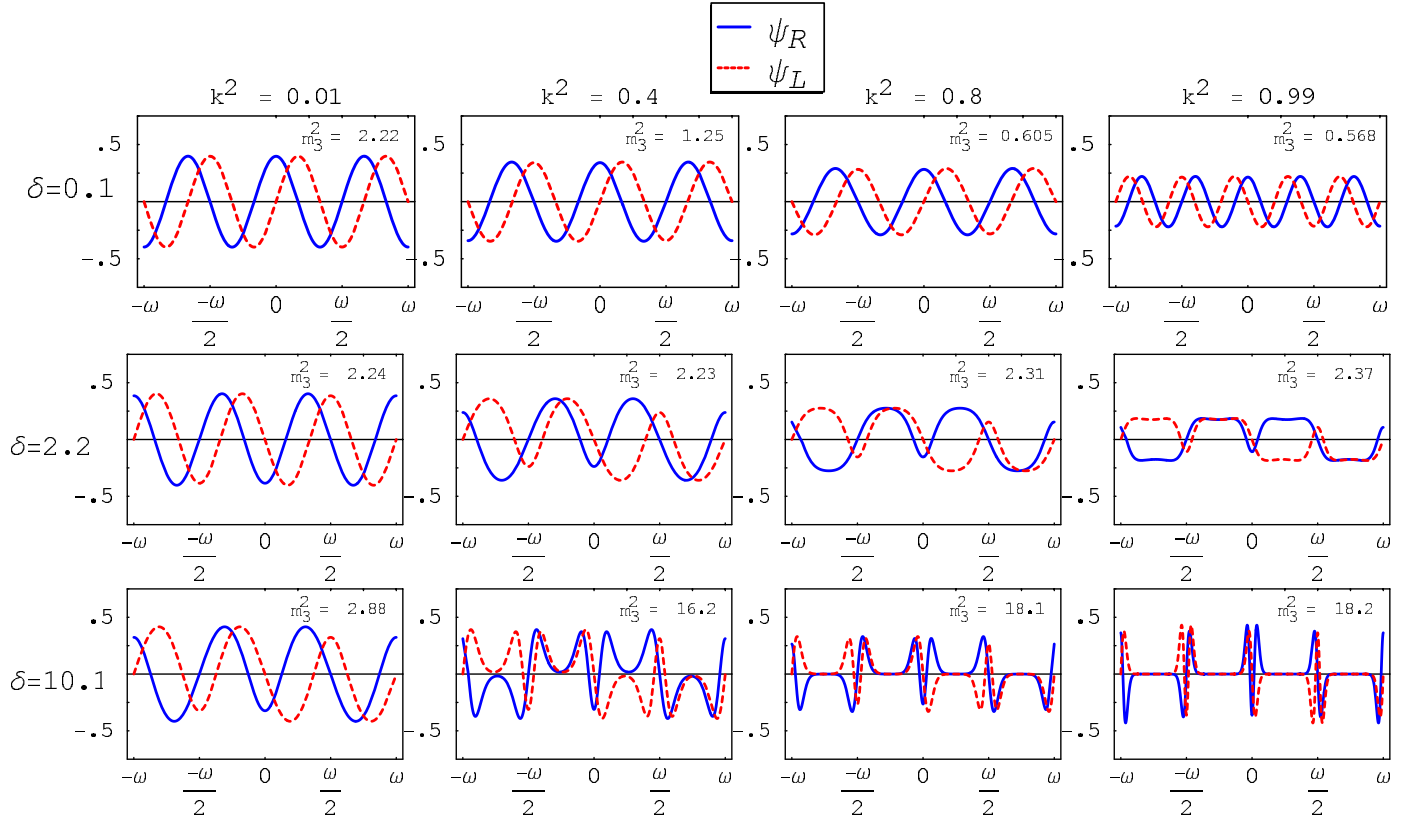 ψ_R
ψ_L
k² = 0.01
k² = 0.4
k² = 0.8
k² = 0.99
δ=0.1
.5
-.5
m₃² = 2.22
-ω
-ω/2
0
ω/2
ω
.5
-.5
m₃² = 1.25
-ω
-ω/2
0
ω/2
ω
.5
-.5
m₃² = 0.605
-ω
-ω/2
0
ω/2
ω
.5
-.5
m₃² = 0.568
-ω
-ω/2
0
ω/2
ω
δ=2.2
.5
-.5
m₃² = 2.24
-ω
-ω/2
0
ω/2
ω
.5
-.5
m₃² = 2.23
-ω
-ω/2
0
ω/2
ω
.5
-.5
m₃² = 2.31
-ω
-ω/2
0
ω/2
ω
.5
-.5
m₃² = 2.37
-ω
-ω/2
0
ω/2
ω
δ=10.1
.5
-.5
m₃² = 2.88
-ω
-ω/2
0
ω/2
ω
.5
-.5
m₃² = 16.2
-ω
-ω/2
0
ω/2
ω
.5
-.5
m₃² = 18.1
-ω
-ω/2
0
ω/2
ω
.5
-.5
m₃² = 18.2
-ω
-ω/2
0
ω/2
ω